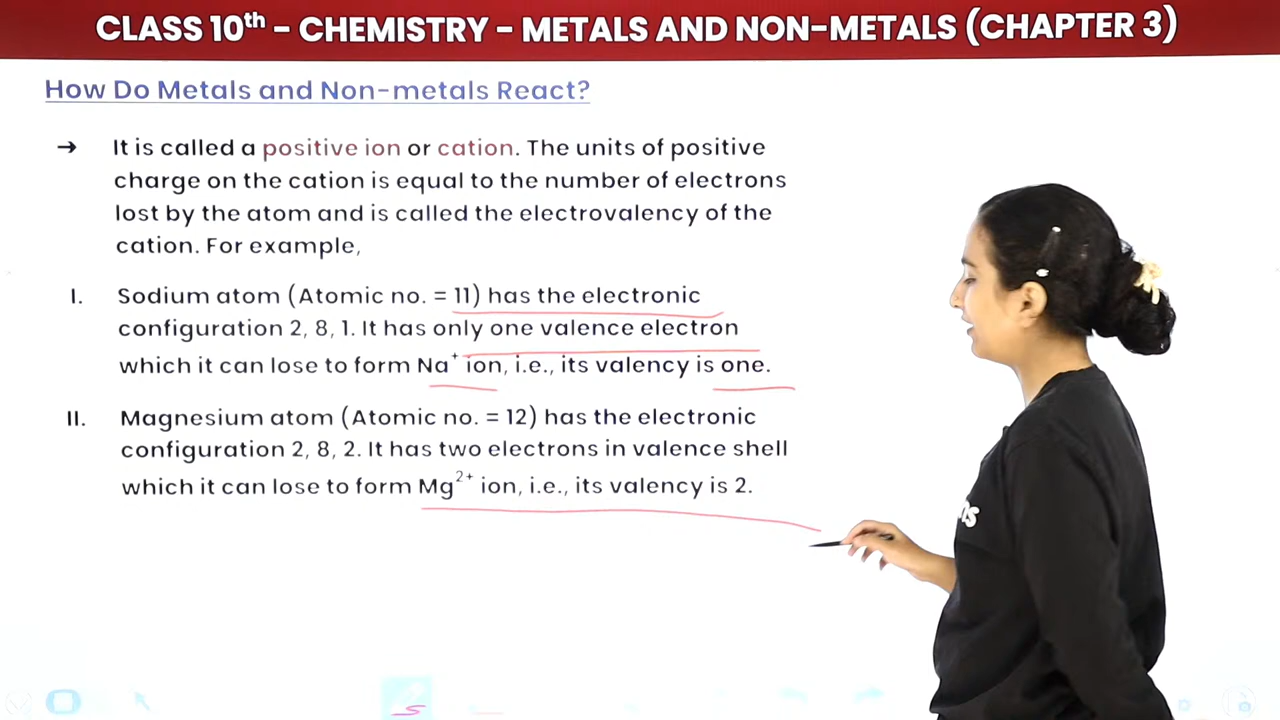 CLASS 10th - CHEMISTRY - METALS AND NON-METALS (CHAPTER 3)
How Do Metals and Non-metals React?
→ It is called a positive ion or cation. The units of positive
charge on the cation is equal to the number of electrons
lost by the atom and is called the electrovalency of the
cation. For example,
I. Sodium atom (Atomic no. = 11) has the electronic
configuration 2, 8, 1. It has only one valence electron
which it can lose to form Na⁺ ion, i.e., its valency is one.
II. Magnesium atom (Atomic no. = 12) has the electronic
configuration 2, 8, 2. It has two electrons in valence shell
which it can lose to form Mg²⁺ ion, i.e., its valency is 2.